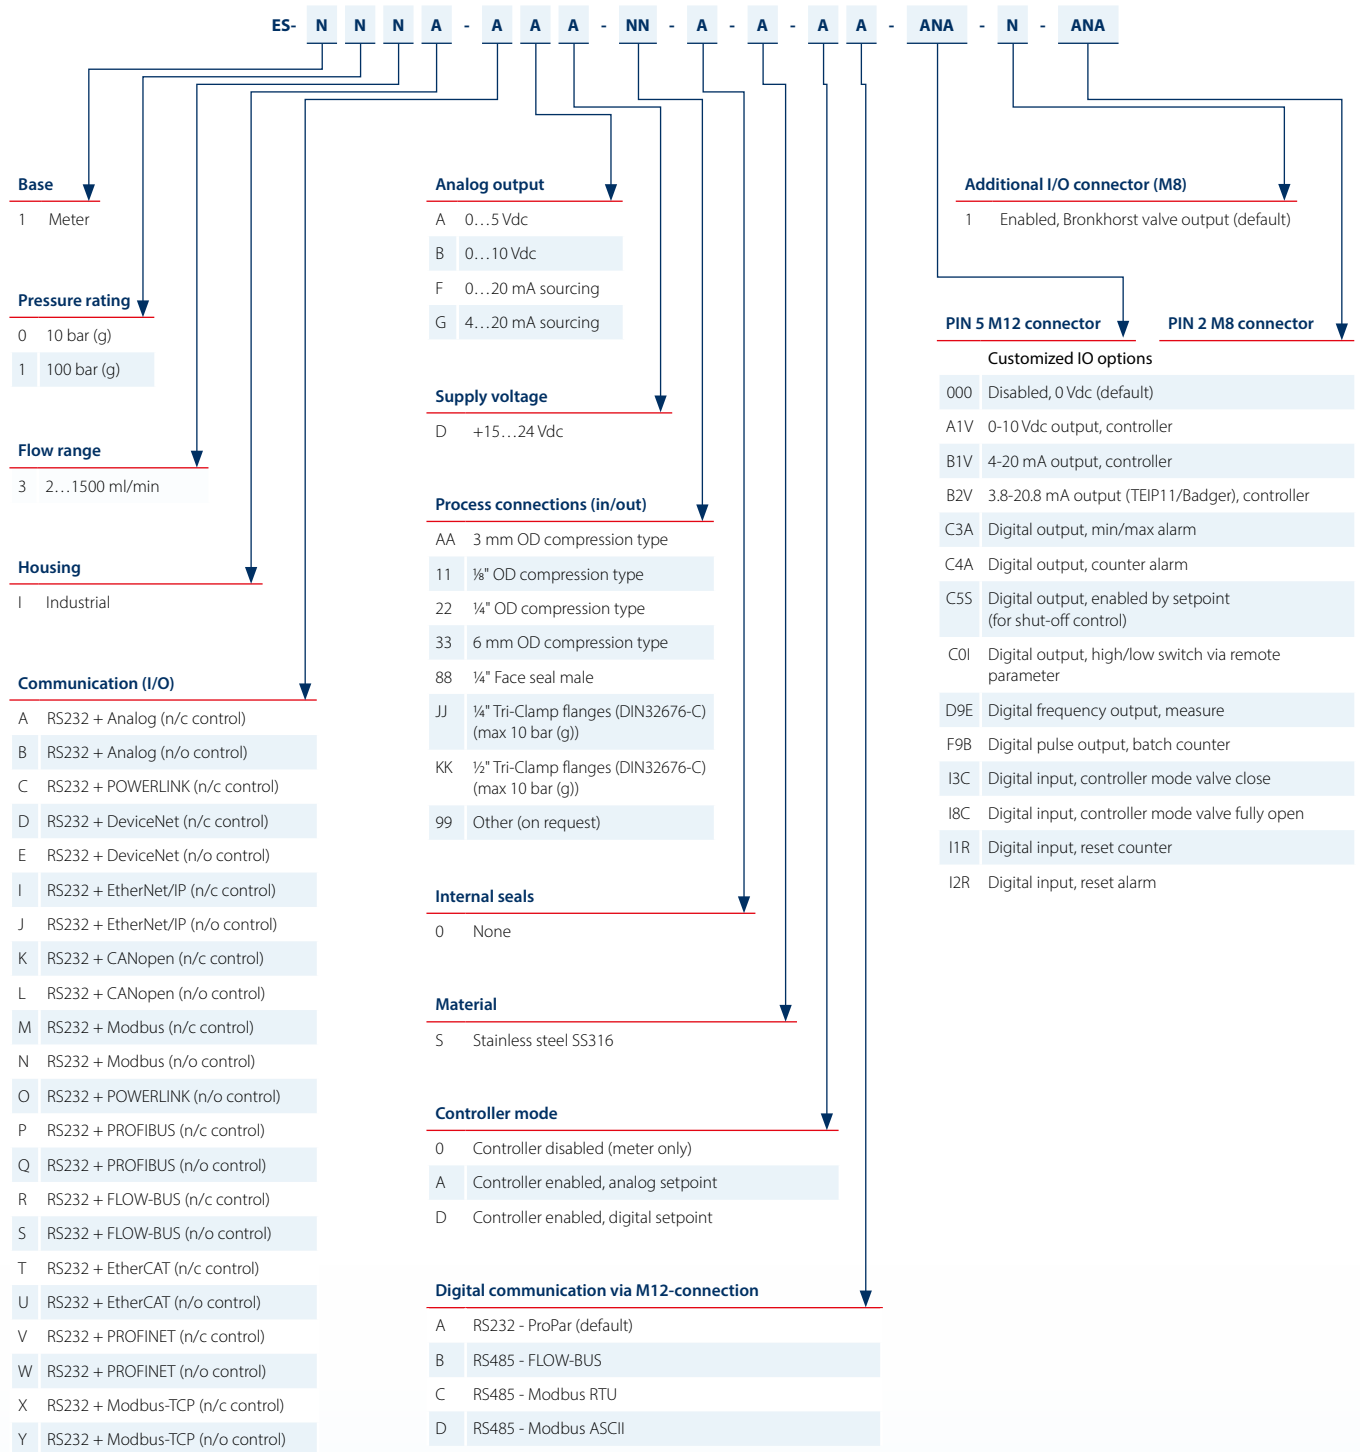 ES- N N N A - A A A - NN - A - A - A A - ANA - N - ANA
Base
1 Meter
Pressure rating
0 10 bar (g)
1 100 bar (g)
Flow range
3 2…1500 ml/min
Housing
I Industrial
Communication (I/O)
A RS232 + Analog (n/c control)
B RS232 + Analog (n/o control)
C RS232 + POWERLINK (n/c control)
D RS232 + DeviceNet (n/c control)
E RS232 + DeviceNet (n/o control)
I RS232 + EtherNet/IP (n/c control)
J RS232 + EtherNet/IP (n/o control)
K RS232 + CANopen (n/c control)
L RS232 + CANopen (n/o control)
M RS232 + Modbus (n/c control)
N RS232 + Modbus (n/o control)
O RS232 + POWERLINK (n/o control)
P RS232 + PROFIBUS (n/c control)
Q RS232 + PROFIBUS (n/o control)
R RS232 + FLOW-BUS (n/c control)
S RS232 + FLOW-BUS (n/o control)
T RS232 + EtherCAT (n/c control)
U RS232 + EtherCAT (n/o control)
V RS232 + PROFINET (n/c control)
W RS232 + PROFINET (n/o control)
X RS232 + Modbus-TCP (n/c control)
Y RS232 + Modbus-TCP (n/o control)
Analog output
A 0…5 Vdc
B 0…10 Vdc
F 0…20 mA sourcing
G 4…20 mA sourcing
Supply voltage
D +15…24 Vdc
Process connections (in/out)
AA 3 mm OD compression type
11 ⅛" OD compression type
22 ¼" OD compression type
33 6 mm OD compression type
88 ¼" Face seal male
JJ ¼" Tri-Clamp flanges (DIN32676-C)
(max 10 bar (g))
KK ½" Tri-Clamp flanges (DIN32676-C)
(max 10 bar (g))
99 Other (on request)
Internal seals
0 None
Material
S Stainless steel SS316
Controller mode
0 Controller disabled (meter only)
A Controller enabled, analog setpoint
D Controller enabled, digital setpoint
Digital communication via M12-connection
A RS232 - ProPar (default)
B RS485 - FLOW-BUS
C RS485 - Modbus RTU
D RS485 - Modbus ASCII
Additional I/O connector (M8)
1 Enabled, Bronkhorst valve output (default)
PIN 5 M12 connector PIN 2 M8 connector
Customized IO options
000 Disabled, 0 Vdc (default)
A1V 0-10 Vdc output, controller
B1V 4-20 mA output, controller
B2V 3.8-20.8 mA output (TEIP11/Badger), controller
C3A Digital output, min/max alarm
C4A Digital output, counter alarm
C5S Digital output, enabled by setpoint
(for shut-off control)
C0I Digital output, high/low switch via remote
parameter
D9E Digital frequency output, measure
F9B Digital pulse output, batch counter
I3C Digital input, controller mode valve close
I8C Digital input, controller mode valve fully open
I1R Digital input, reset counter
I2R Digital input, reset alarm